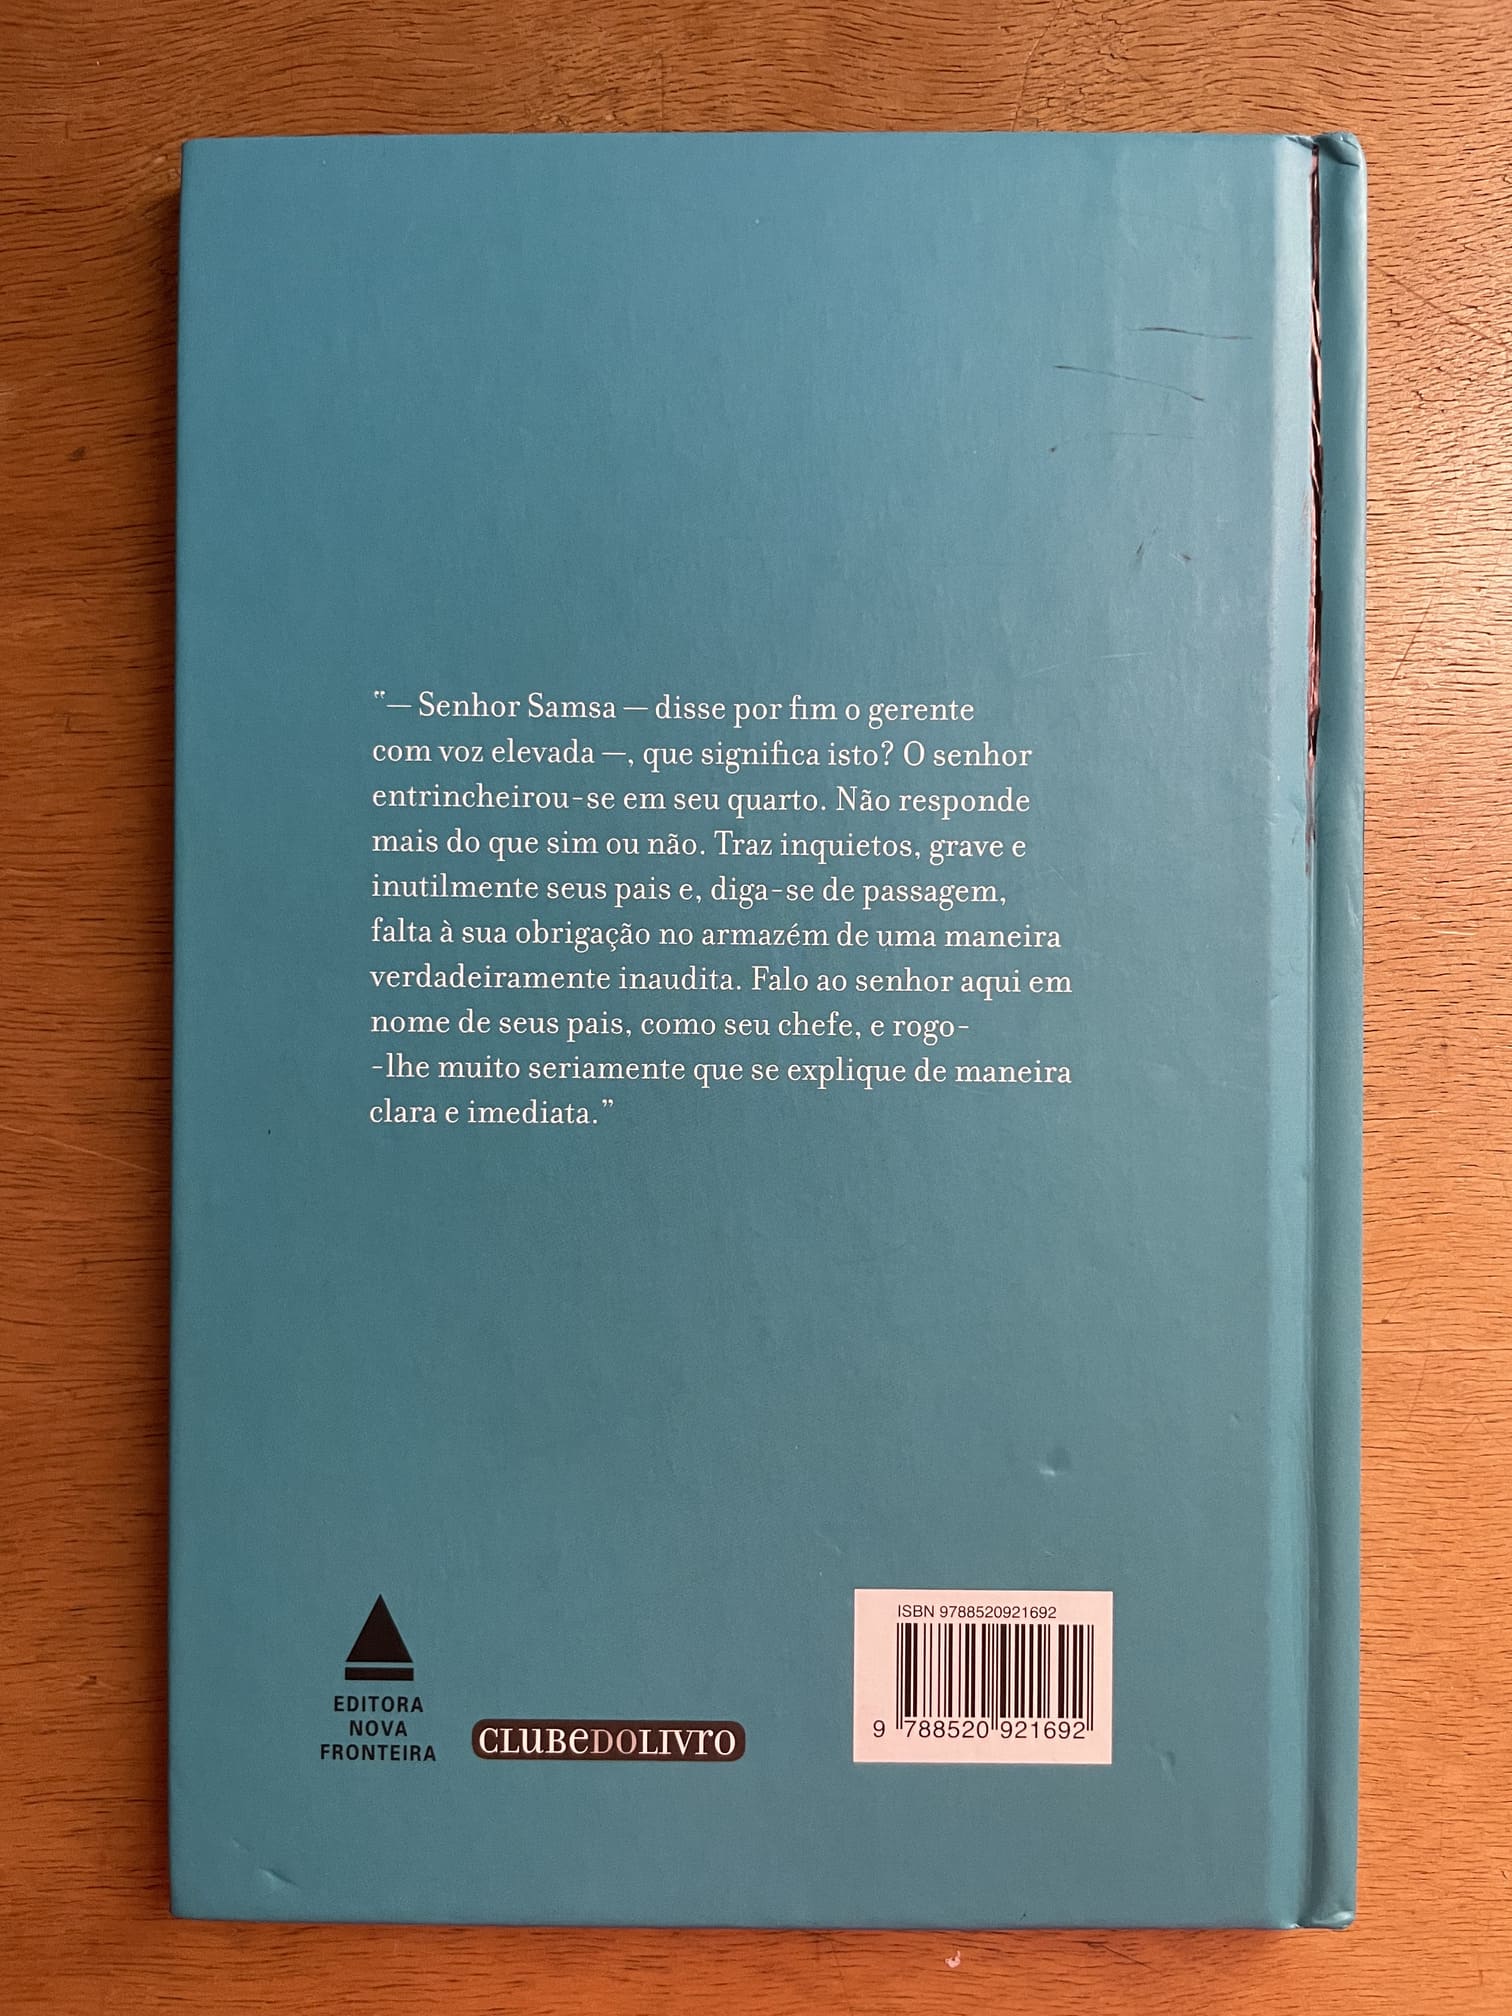 “— Senhor Samsa — disse por fim o gerente
com voz elevada —, que significa isto? O senhor
entrincheirou-se em seu quarto. Não responde
mais do que sim ou não. Traz inquietos, grave e
inutilmente seus pais e, diga-se de passagem,
falta à sua obrigação no armazém de uma maneira
verdadeiramente inaudita. Falo ao senhor aqui em
nome de seus pais, como seu chefe, e rogo-
-lhe muito seriamente que se explique de maneira
clara e imediata.”
EDITORA
NOVA
FRONTEIRA
CLUBEDOLIVRO
ISBN 9788520921692
9 788520 921692